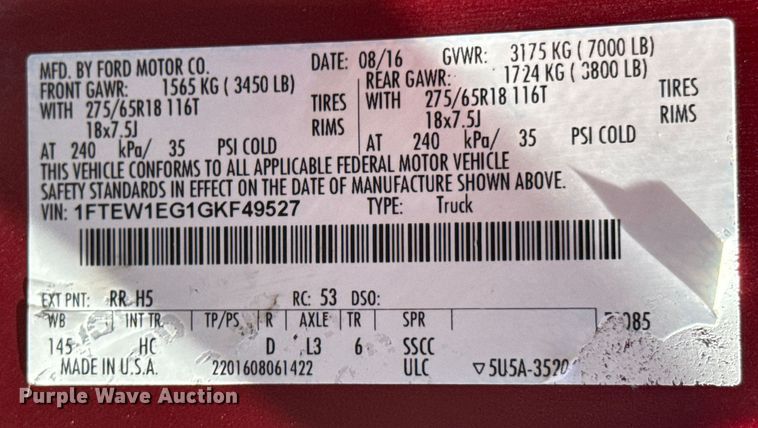 MFD. BY FORD MOTOR CO. DATE: 08/16 GVWR: 3175 KG ( 7000 LB)
FRONT GAWR: 1565 KG ( 3450 LB) REAR GAWR: 1724 KG ( 3800 LB)
WITH 275/65R18 116T TIRES WITH 275/65R18 116T TIRES
18x7.5J RIMS 18x7.5J RIMS
AT 240 kPa/ 35 PSI COLD AT 240 kPa/ 35 PSI COLD
THIS VEHICLE CONFORMS TO ALL APPLICABLE FEDERAL MOTOR VEHICLE
SAFETY STANDARDS IN EFFECT ON THE DATE OF MANUFACTURE SHOWN ABOVE.
VIN: 1FTEW1EG1GKF49527 TYPE: Truck
EXT PNT: RR H5 RC: 53 DSO:
WB INT TR TP/PS R AXLE TR SPR 085
145 HC D L3 6 SSCC
MADE IN U.S.A. 2201608061422 ULC ▽5U5A-3520
Purple Wave Auction